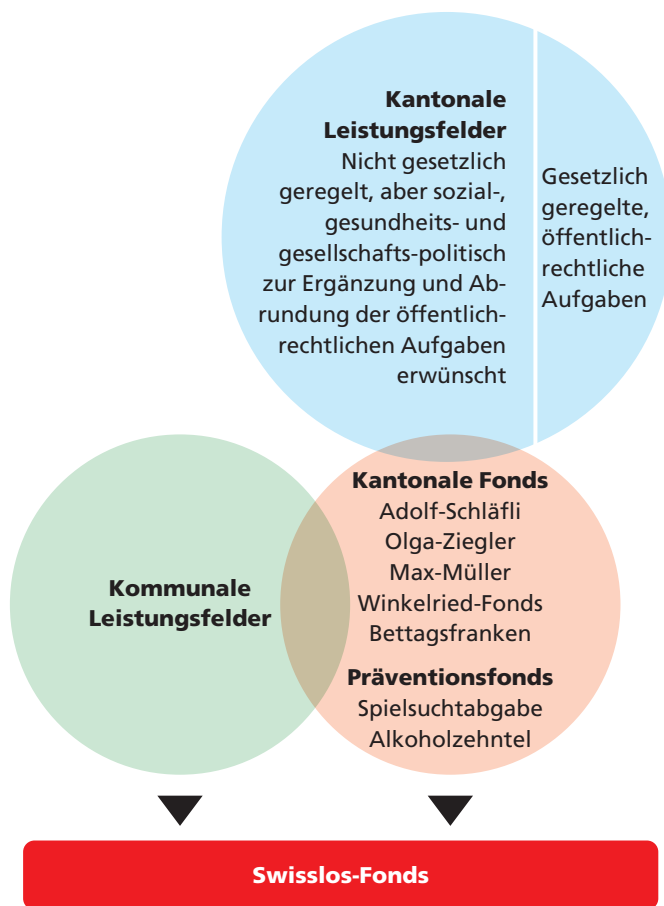 Kantonale
Leistungsfelder
Nicht gesetzlich
geregelt, aber sozial-,
gesundheits- und
gesellschafts-politisch
zur Ergänzung und Ab-
rundung der öffentlich-
rechtlichen Aufgaben
erwünscht
Gesetzlich
geregelte,
öffentlich-
rechtliche
Aufgaben
Kommunale
Leistungsfelder
Kantonale Fonds
Adolf-Schläfli
Olga-Ziegler
Max-Müller
Winkelried-Fonds
Bettagsfranken
Präventionsfonds
Spielsuchtabgabe
Alkoholzehntel
Swisslos-Fonds